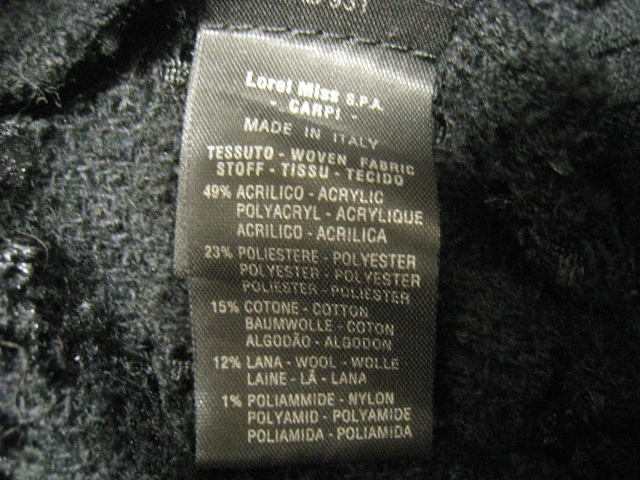 931
Lorei Miss S.P.A.
- CARPI -
MADE IN ITALY
TESSUTO - WOVEN FABRIC
STOFF - TISSU - TECIDO
49% ACRILICO - ACRYLIC
POLYACRYL - ACRYLIQUE
ACRILICO - ACRILICA
23% POLIESTERE - POLYESTER
POLYESTER - POLYESTER
POLIESTER - POLIESTER
15% COTONE - COTTON
BAUMWOLLE - COTON
ALGODÃO - ALGODON
12% LANA - WOOL - WOLLE
LAINE - LÃ - LANA
1% POLIAMMIDE - NYLON
POLYAMID - POLYAMIDE
POLIAMIDA - POLIAMIDA